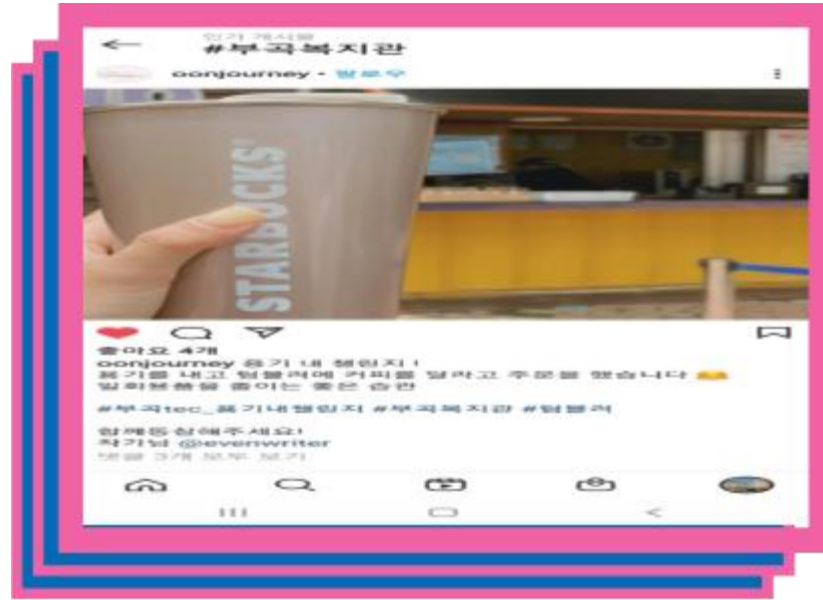 인기 게시물
#부곡복지관
oonjourney • 팔로우
STARBUCKS
좋아요 4개
oonjourney 용기 내 챌린지 !
용기를 내고 텀블러에 커피를 달라고 주문을 했습니다
일회용품을 줄이는 좋은 습관
#부곡tec_용기내챌린지 #부곡복지관 #텀블러
함께동참해주세요!
작가님 @evenwriter
댓글 3개 모두 보기